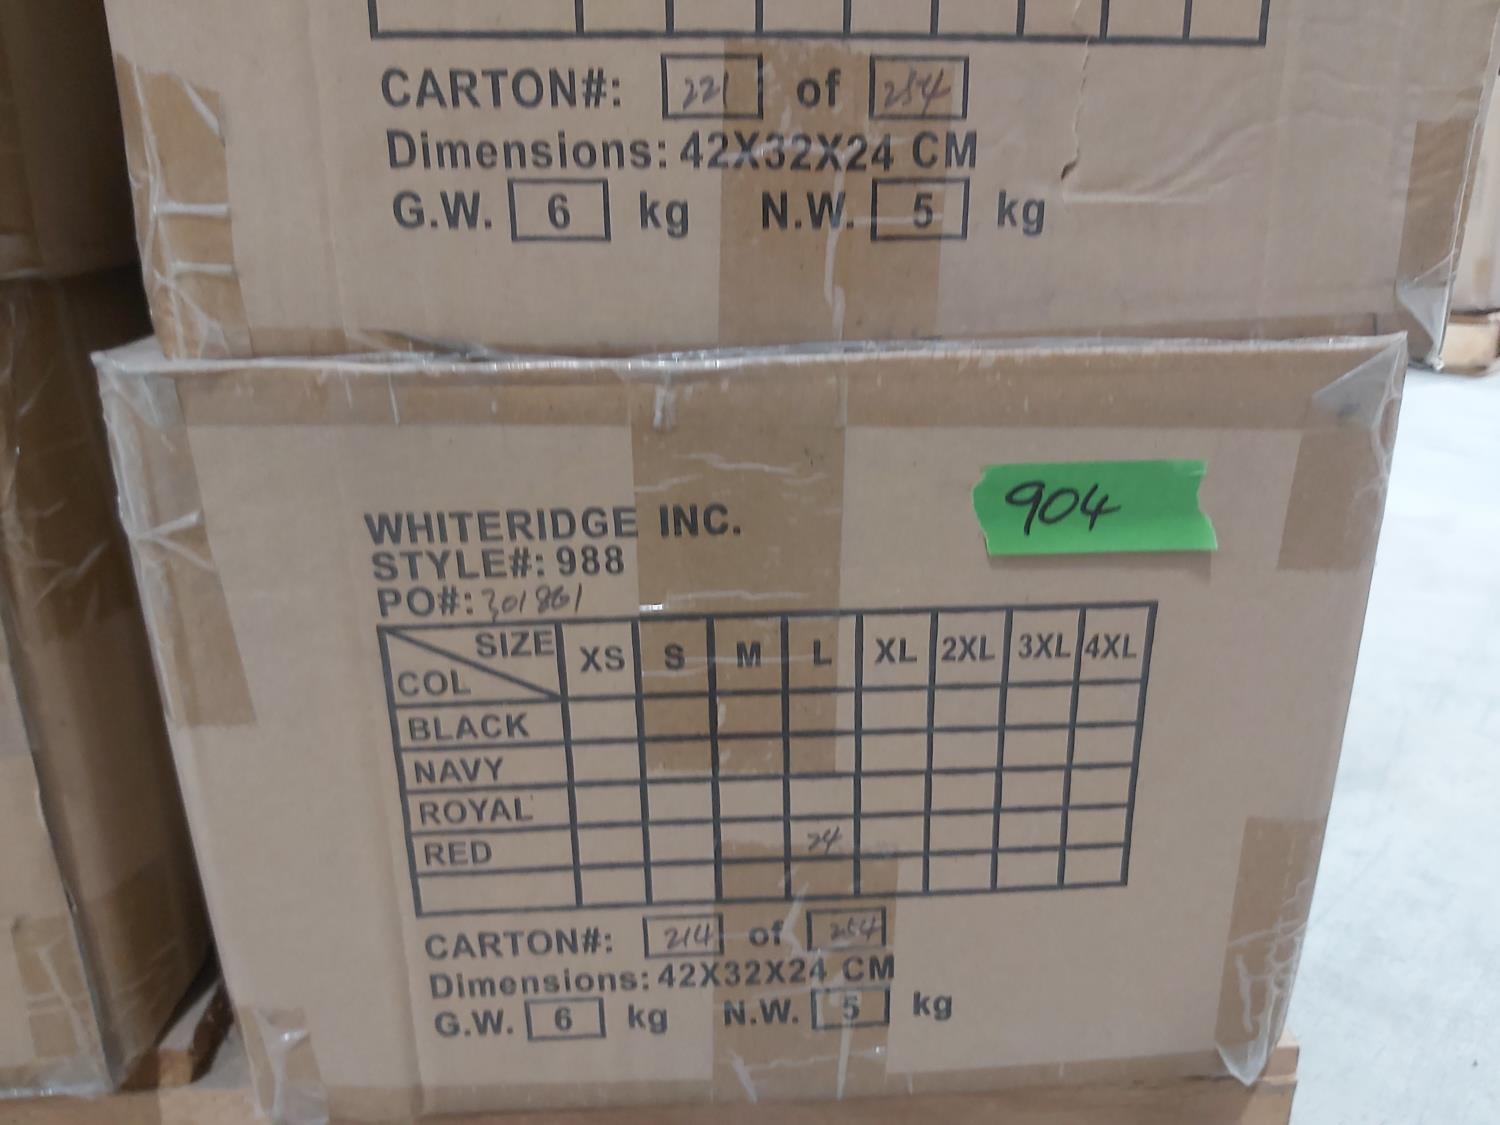 CARTON#: 221 of 254
Dimensions: 42X32X24 CM
G.W. 6 kg N.W. 5 kg
904
WHITERIDGE INC.
STYLE#: 988
PO#: 301861
SIZE XS S M L XL 2XL 3XL 4XL
COL
BLACK
NAVY
ROYAL
RED 24
CARTON#: 214 of 254
Dimensions: 42X32X24 CM
G.W. 6 kg N.W. 5 kg